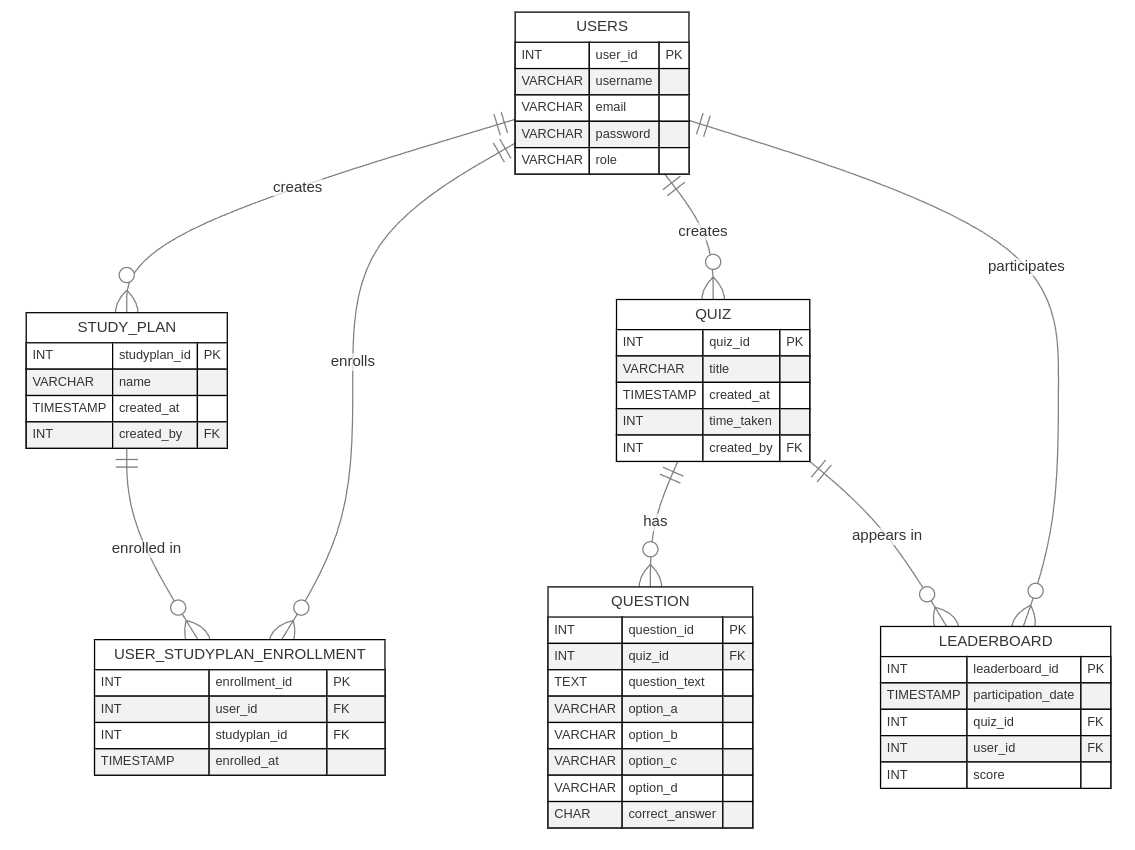 USERS
INT user_id PK
VARCHAR username
VARCHAR email
VARCHAR password
VARCHAR role
creates
enrolls
creates
participates
STUDY_PLAN
INT studyplan_id PK
VARCHAR name
TIMESTAMP created_at
INT created_by FK
QUIZ
INT quiz_id PK
VARCHAR title
TIMESTAMP created_at
INT time_taken
INT created_by FK
enrolled in
has
appears in
USER_STUDYPLAN_ENROLLMENT
INT enrollment_id PK
INT user_id FK
INT studyplan_id FK
TIMESTAMP enrolled_at
QUESTION
INT question_id PK
INT quiz_id FK
TEXT question_text
VARCHAR option_a
VARCHAR option_b
VARCHAR option_c
VARCHAR option_d
CHAR correct_answer
LEADERBOARD
INT leaderboard_id PK
TIMESTAMP participation_date
INT quiz_id FK
INT user_id FK
INT score